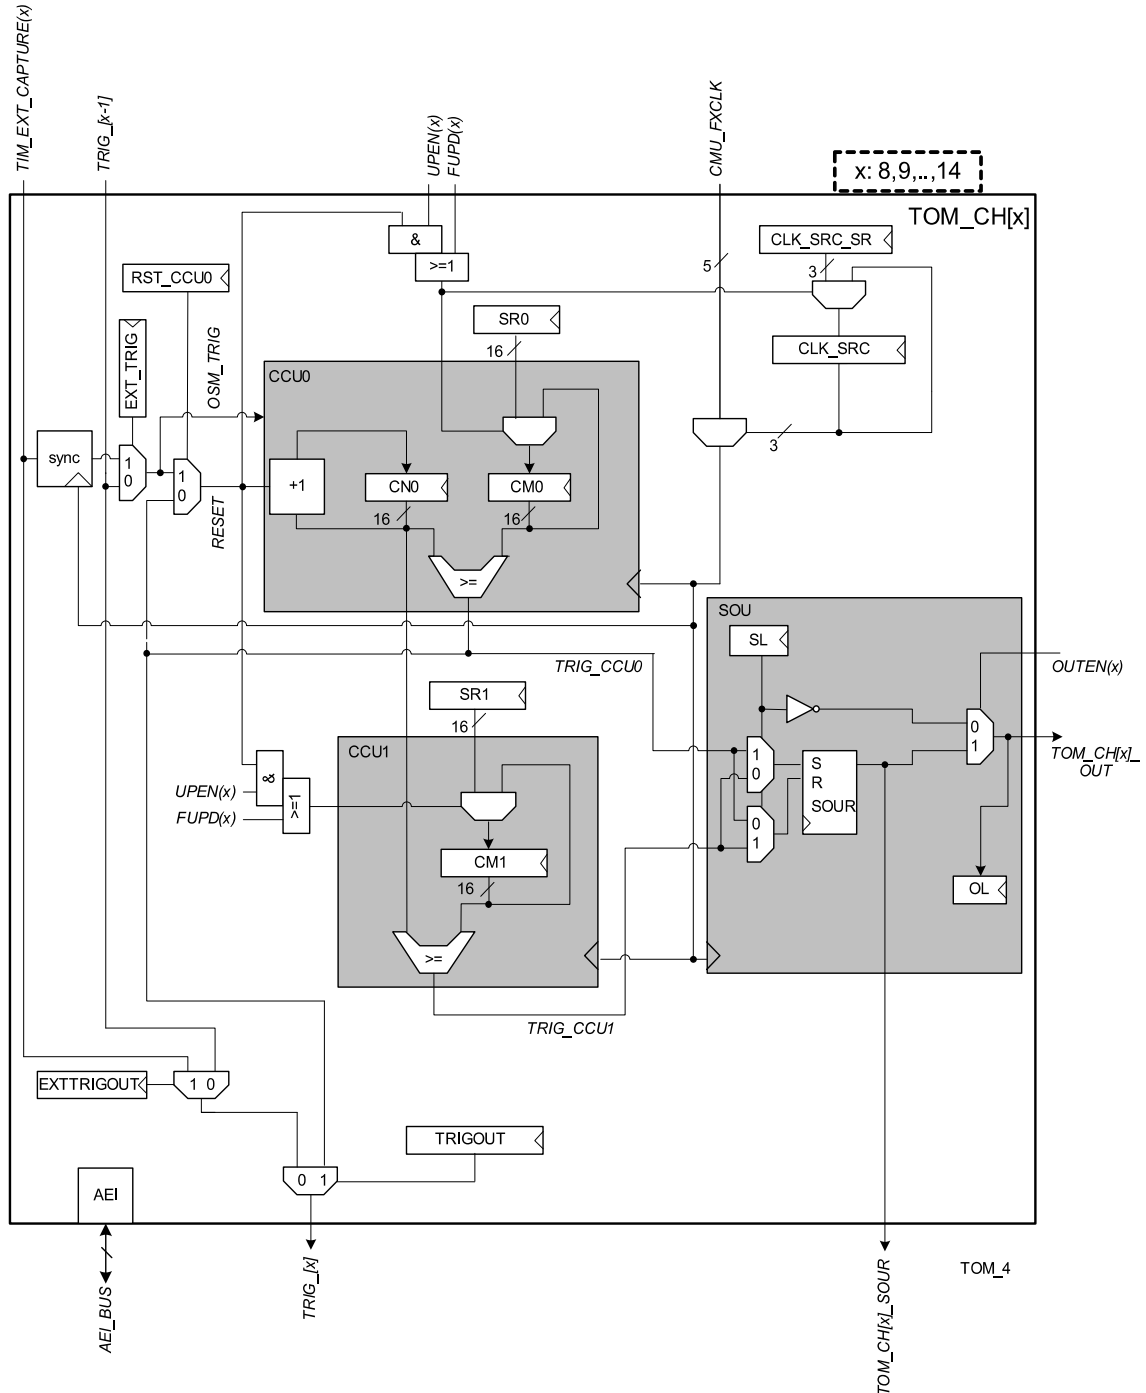 TIM_EXT_CAPTURE(x)
TRIG_[x-1]
UPEN(x)
FUPD(x)
CMU_FXCLK
x: 8,9,..,14
TOM_CH[x]
&
>=1
CLK_SRC_SR
5
3
RST_CCU0
SR0
CLK_SRC
EXT_TRIG
OSM_TRIG
16
CCU0
3
sync
1
0
1
0
+1
CN0
CM0
RESET
16
16
>=
SOU
SL
TRIG_CCU0
OUTEN(x)
SR1
16
0
1
CCU1
TOM_CH[x]_
OUT
&
1
0
S
R
SOUR
UPEN(x)
>=1
FUPD(x)
0
1
CM1
16
OL
>=
TRIG_CCU1
EXTTRIGOUT
1 0
TRIGOUT
0 1
AEI
AEI_BUS
TRIG_[x]
TOM_CH[x]_SOUR
TOM_4